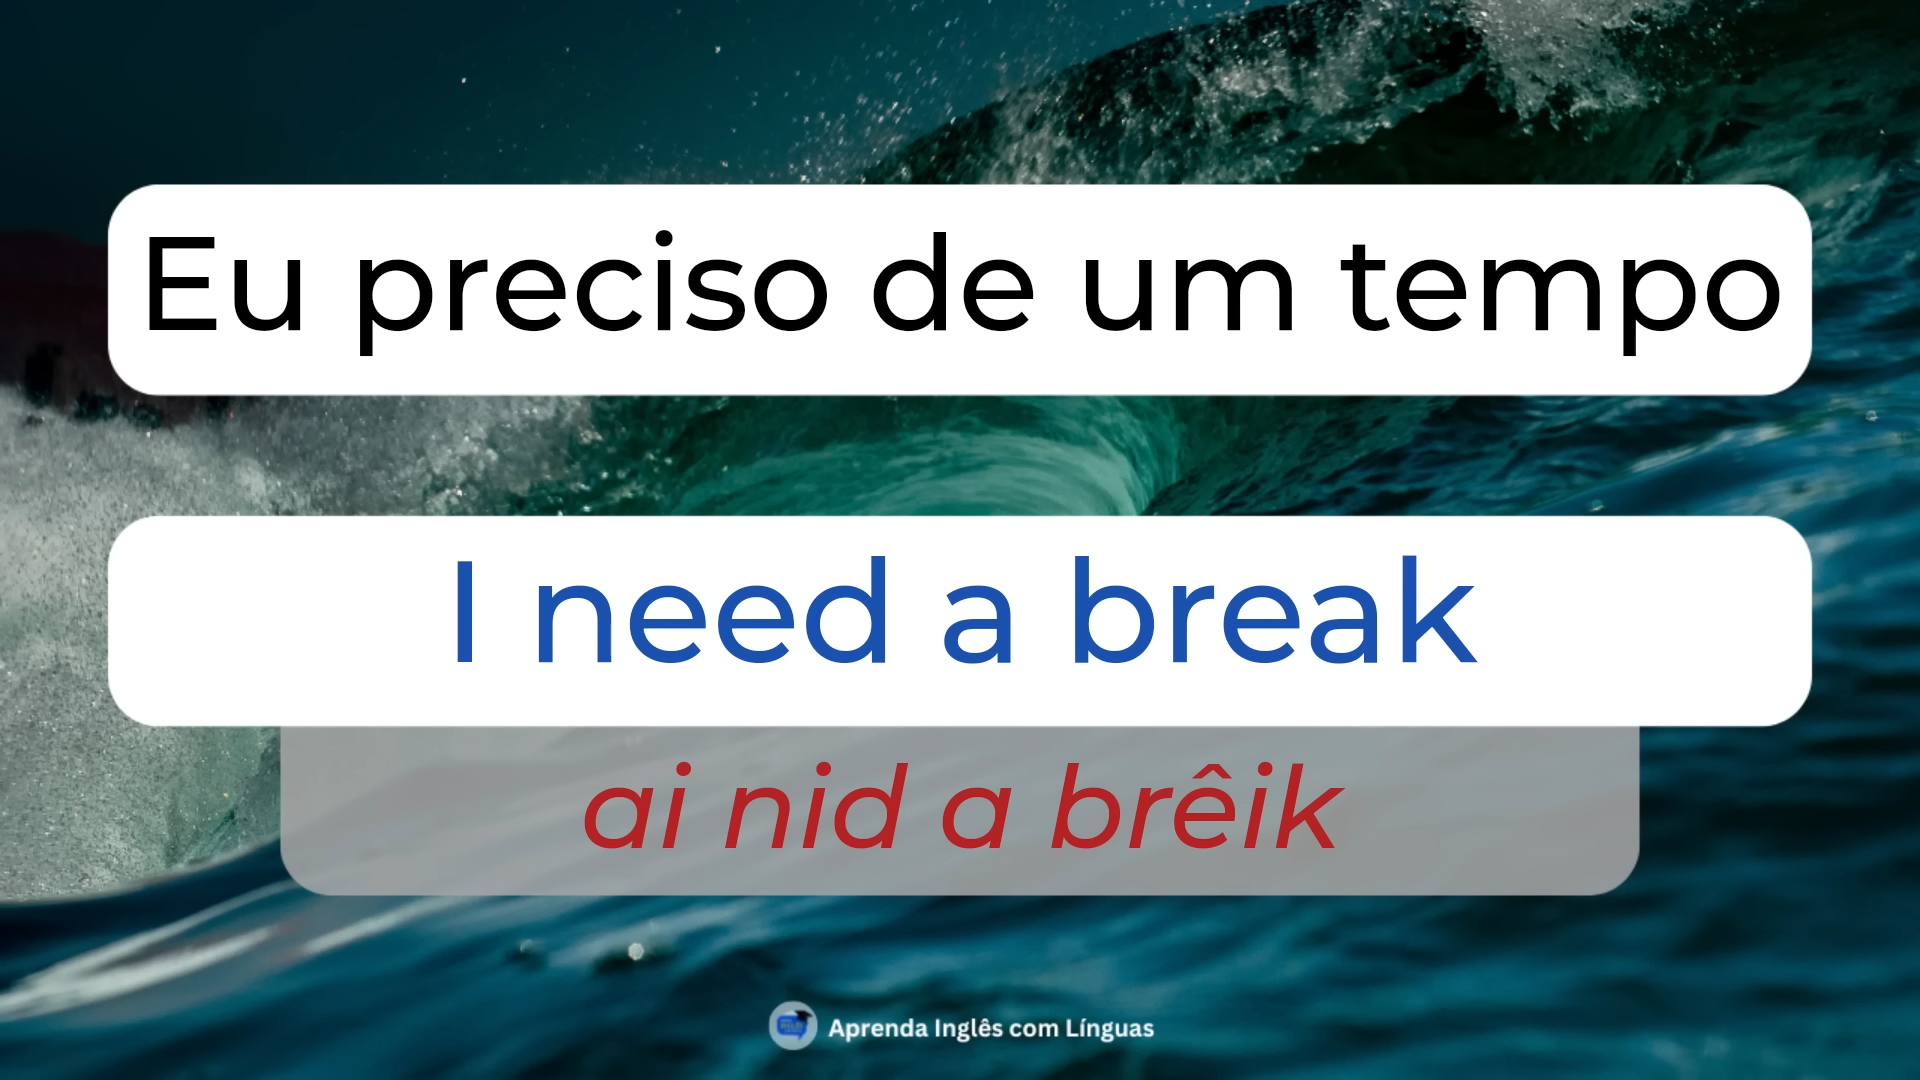 Eu preciso de um tempo
I need a break
ai nid a brêik
Aprenda Inglês com Línguas